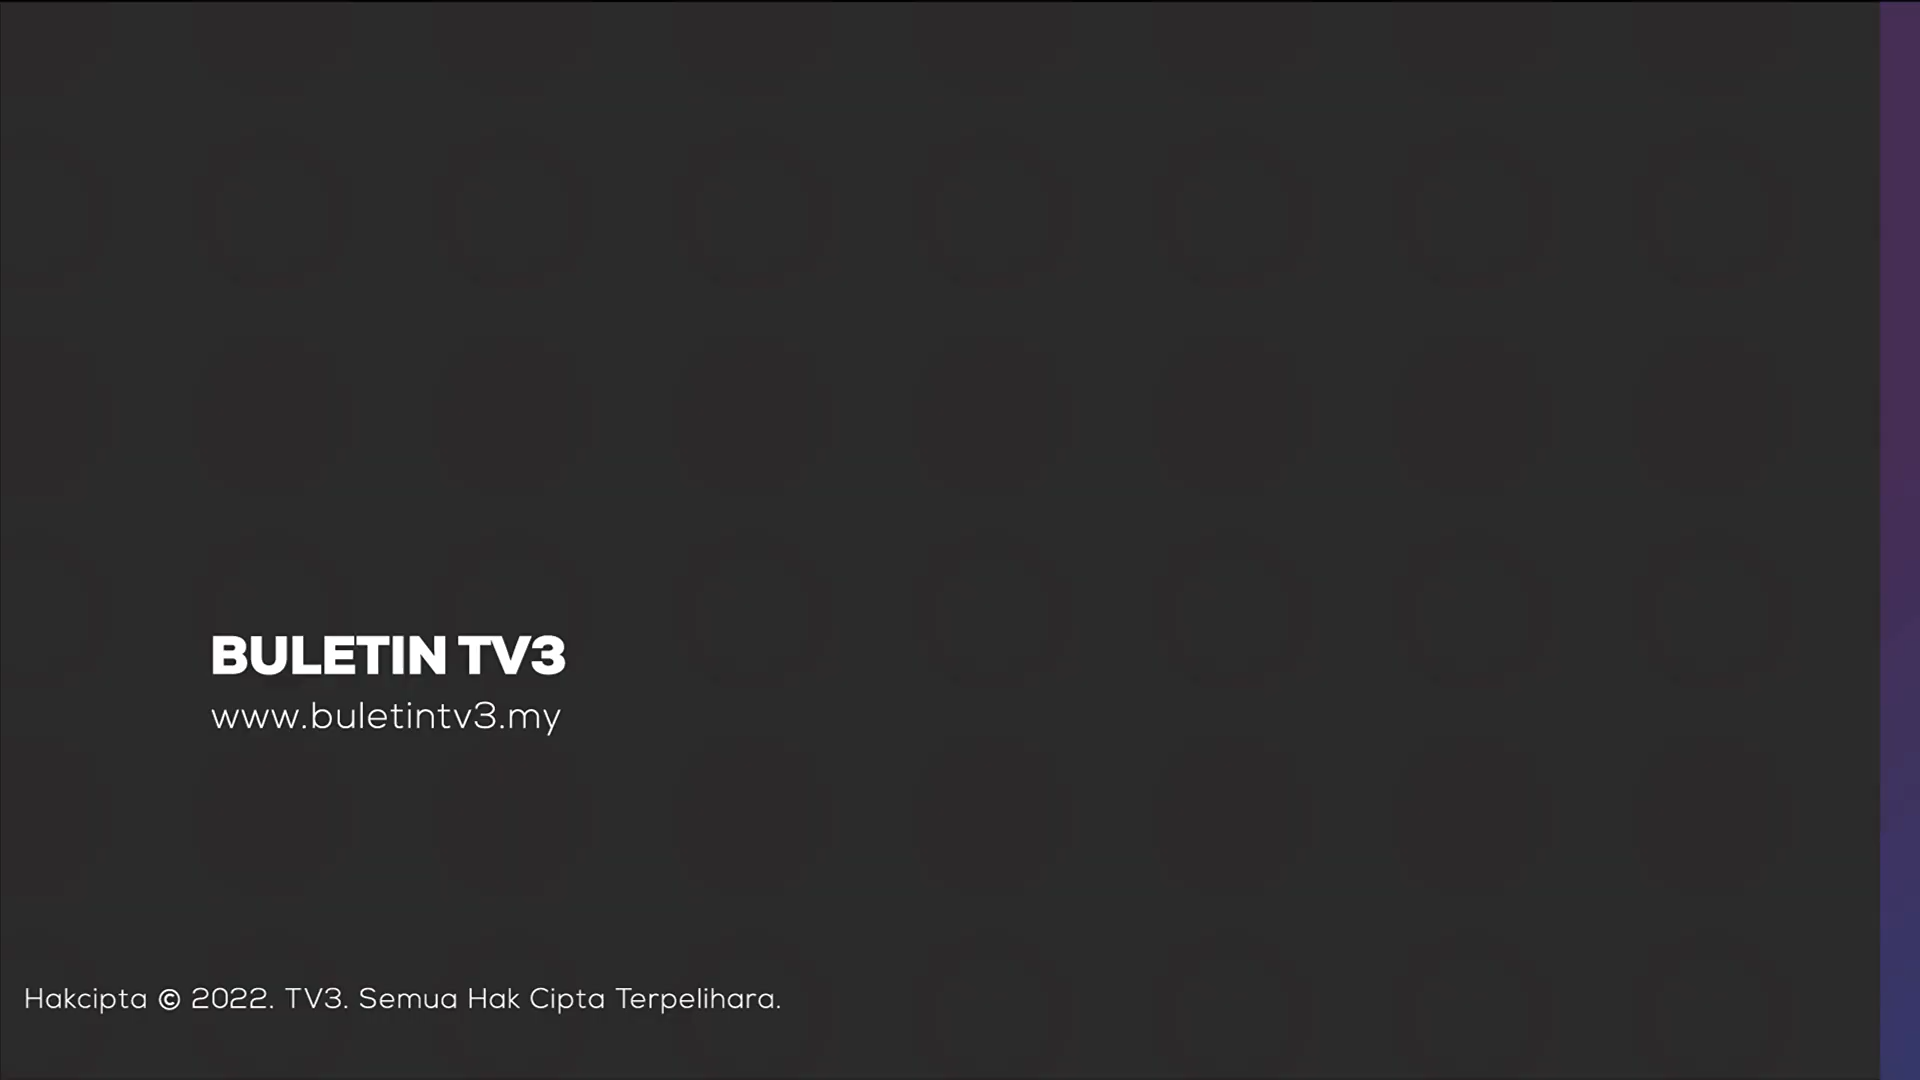 BULETIN TV3
www.buletintv3.my
Hakcipta © 2022. TV3. Semua Hak Cipta Terpelihara.